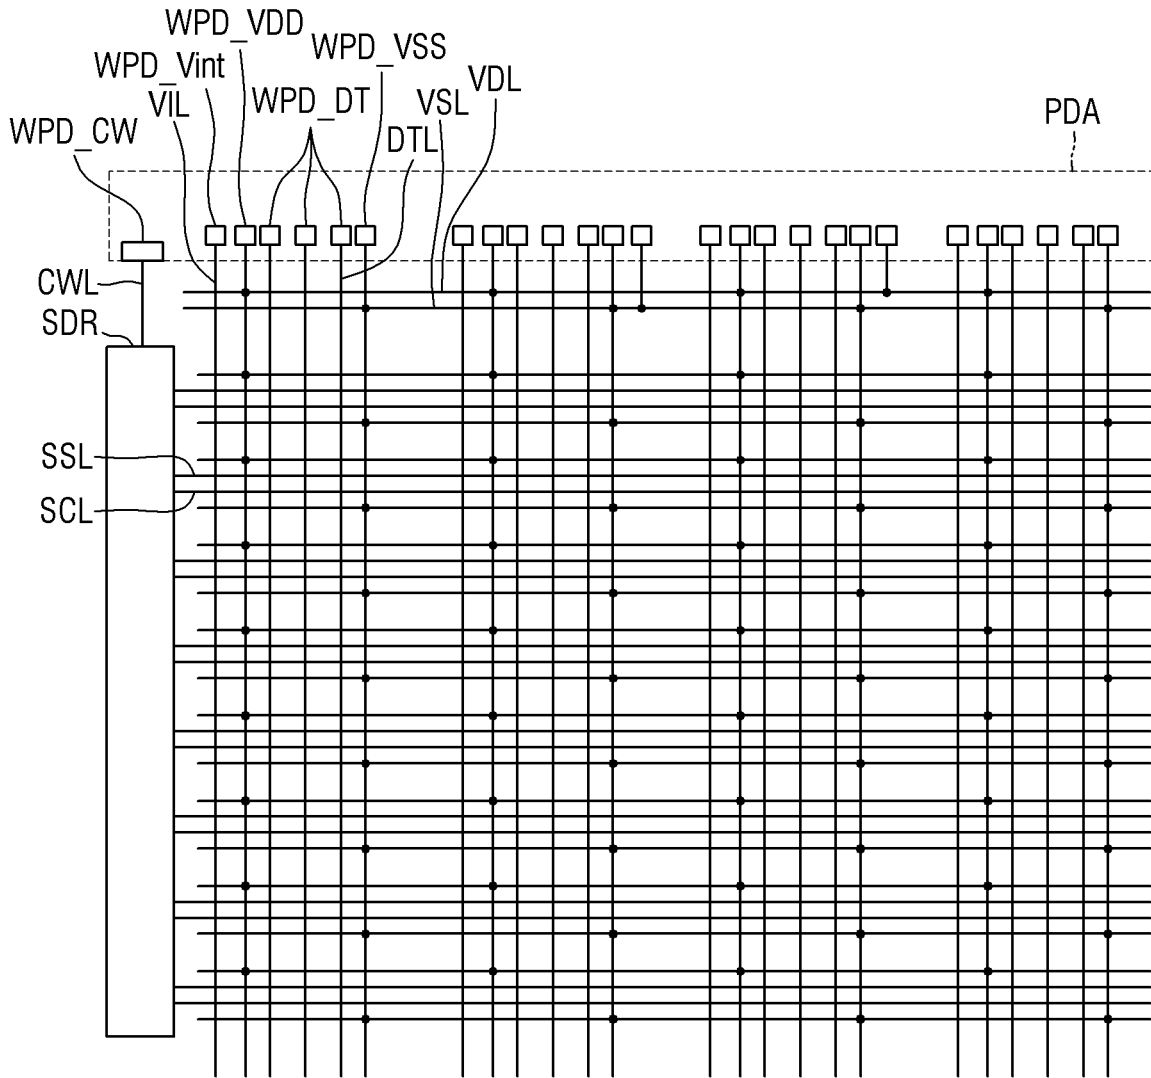 WPD_VDD
WPD_Vint
WPD_VSS
VDL
VIL
WPD_DT
VSL
PDA
WPD_CW
DTL
CWL
SDR
SSL
SCL